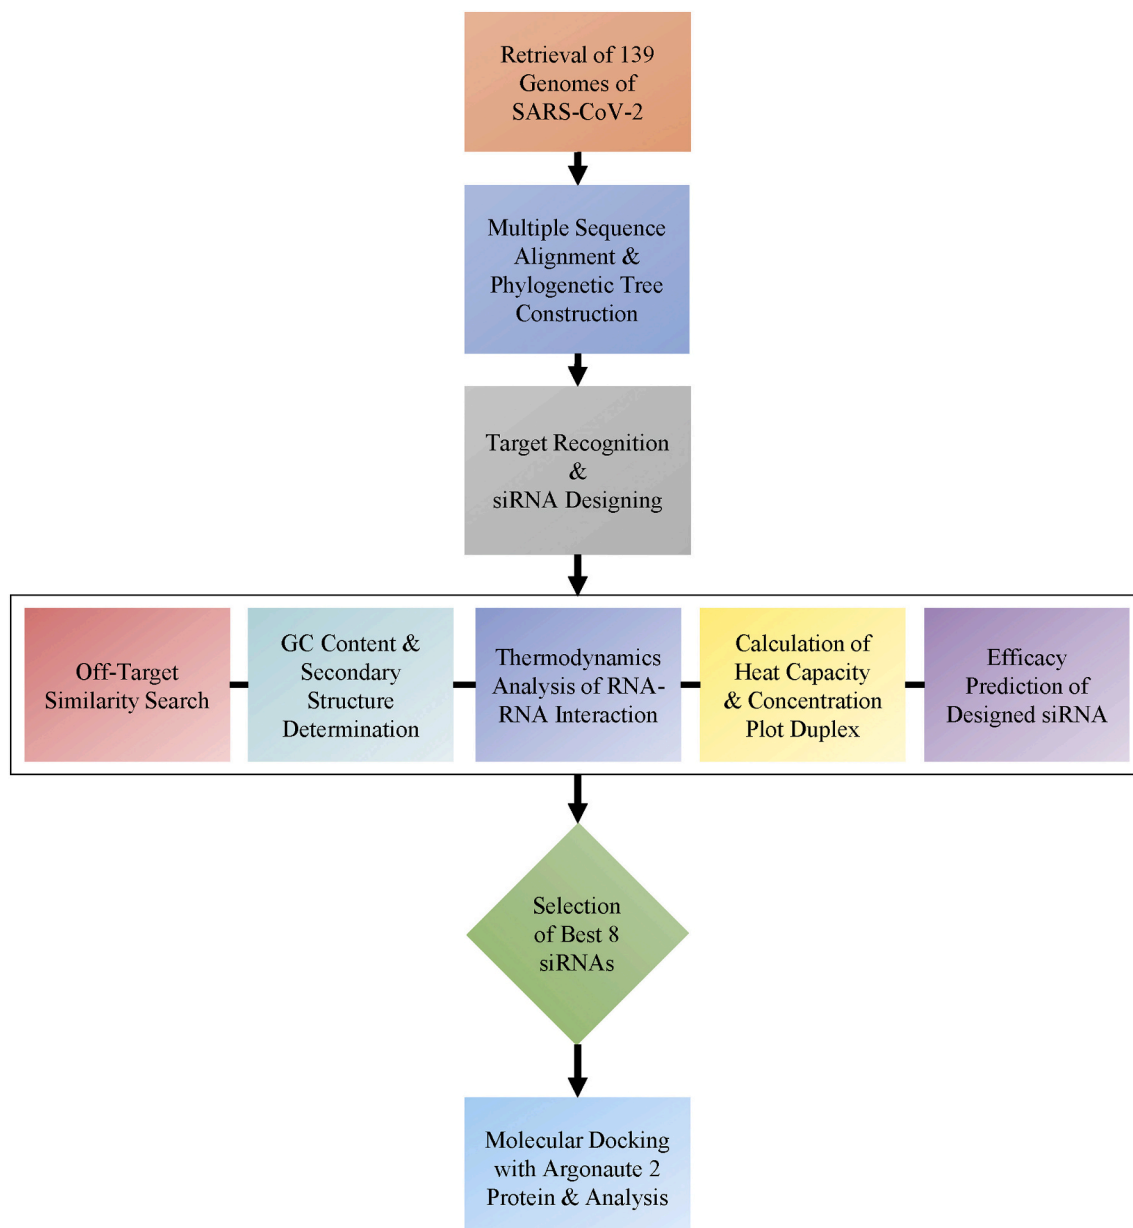 Retrieval of 139
Genomes of
SARS-CoV-2
Multiple Sequence
Alignment &
Phylogenetic Tree
Construction
Target Recognition
&
siRNA Designing
Off-Target
Similarity Search
GC Content &
Secondary
Structure
Determination
Thermodynamics
Analysis of RNA-
RNA Interaction
Calculation of
Heat Capacity
& Concentration
Plot Duplex
Efficacy
Prediction of
Designed siRNA
Selection
of Best 8
siRNAs
Molecular Docking
with Argonaute 2
Protein & Analysis